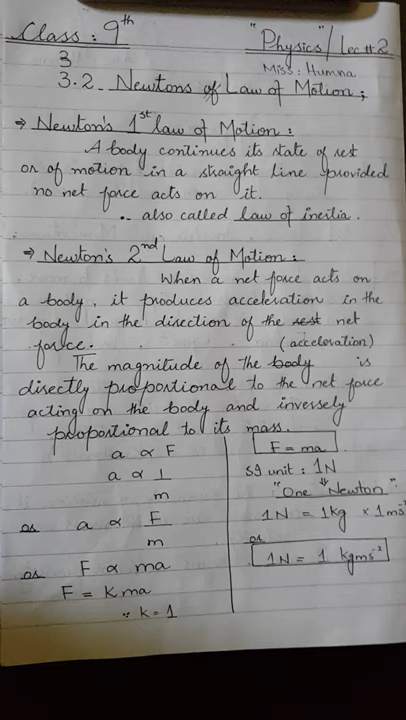 Class : 9th
"Physics" / Lec # 2
3
Miss : Humna
3.2. Newtons of Law of Motion ;
→ Newton's 1st law of Motion :
A body continues its state of rest
or of motion in a straight line provided
no net force acts on it.
∴ also called law of inertia.
→ Newton's 2nd Law of Motion :
When a net force acts on
a body, it produces acceleration in the
body in the direction of the rest net
force.
(acceleration)
The magnitude of the body is
directly proportional to the net force
acting on the body and inversely
proportional to its mass.
a ∝ F
a ∝ 1
m
or a ∝ F
m
or F ∝ ma
F = K ma
∵ k = 1
F = ma
SI unit : 1N
"One Newton"
1N = 1kg × 1ms⁻²
or
1N = 1 kgms⁻²